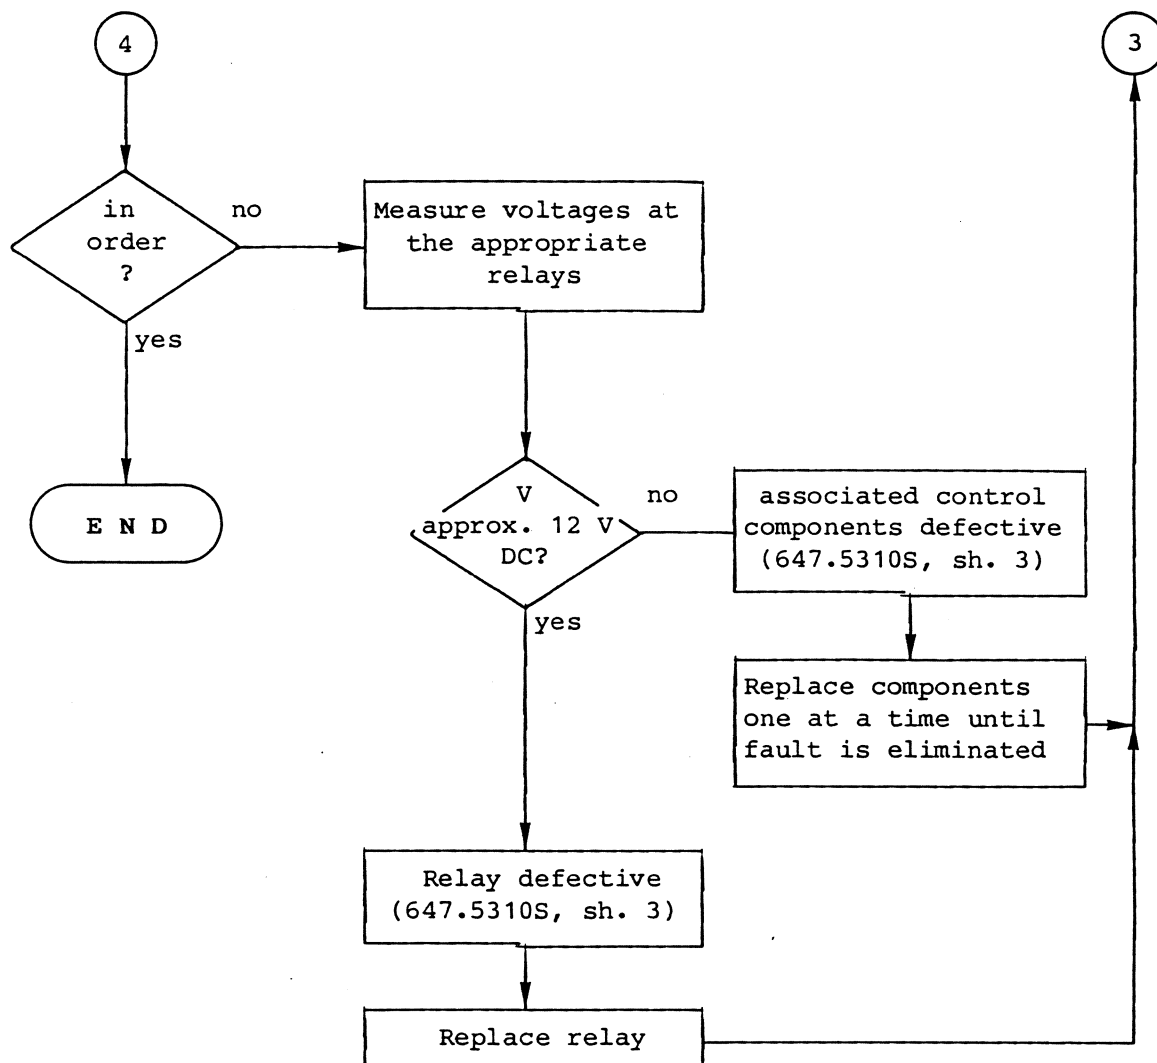 4
3
in
order
?
no
yes
Measure voltages at
the appropriate
relays
E N D
V
approx. 12 V
DC?
no
yes
associated control
components defective
(647.5310S, sh. 3)
Replace components
one at a time until
fault is eliminated
Relay defective
(647.5310S, sh. 3)
Replace relay